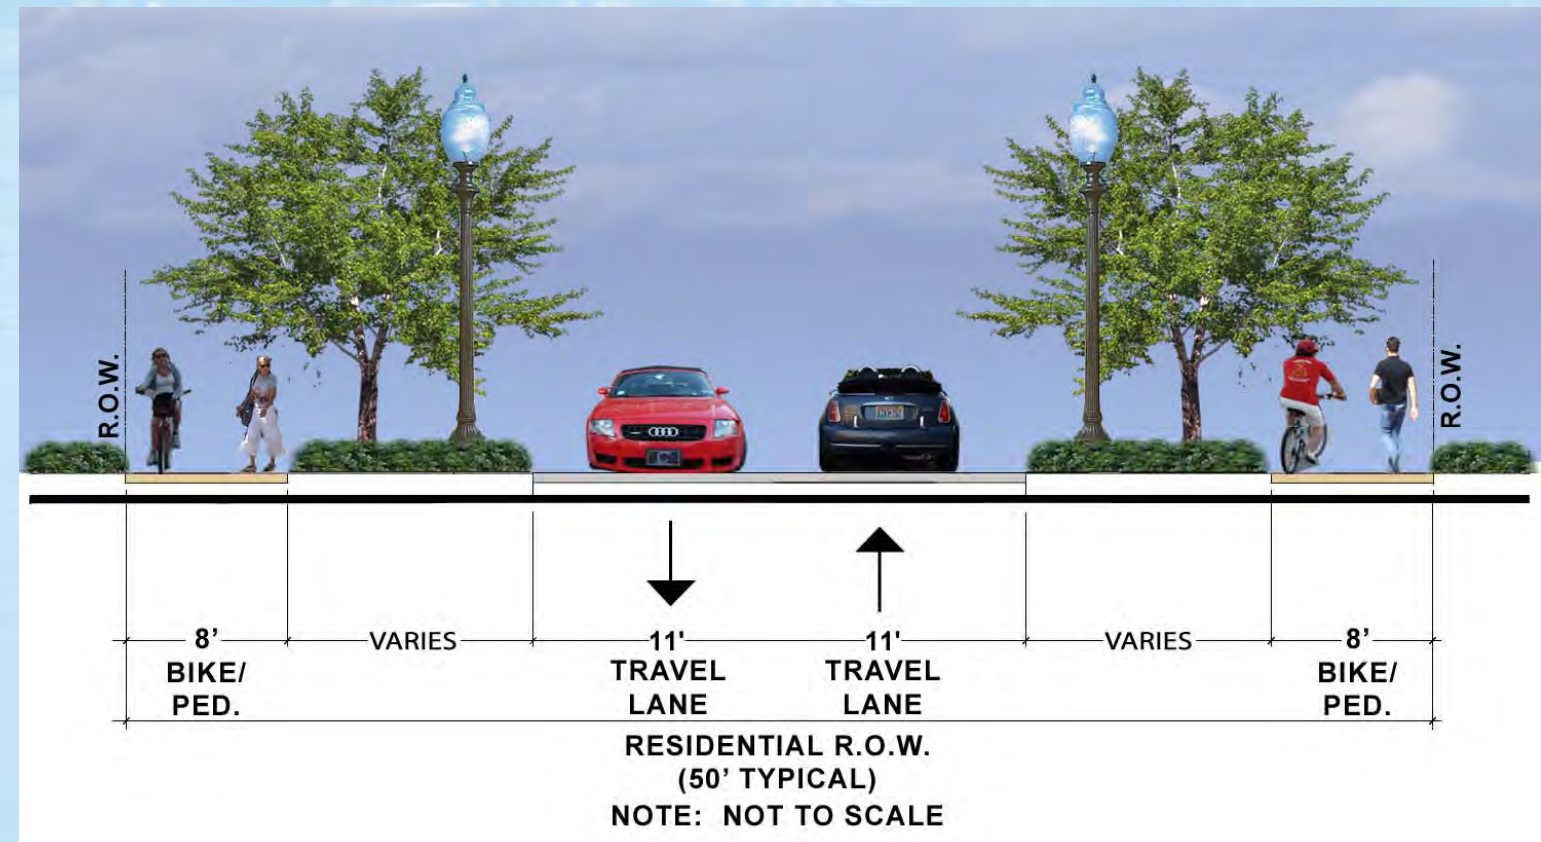 R.O.W.
R.O.W.
8’
VARIES
11'
11'
VARIES
8’
BIKE/
PED.
TRAVEL
LANE
TRAVEL
LANE
BIKE/
PED.
RESIDENTIAL R.O.W.
(50’ TYPICAL)
NOTE: NOT TO SCALE